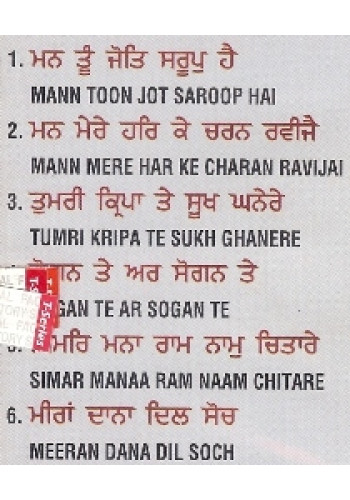 1. ਮਨ ਤੂੰ ਜੋਤਿ ਸਰੂਪੁ ਹੈ
MANN TOON JOT SAROOP HAI
2. ਮਨ ਮੇਰੇ ਹਰਿ ਕੇ ਚਰਨ ਰਵੀਜੈ
MANN MERE HAR KE CHARAN RAVIJAI
3. ਤੁਮਰੀ ਕ੍ਰਿਪਾ ਤੇ ਸੂਖ ਘਨੇਰੇ
TUMRI KRIPA TE SUKH GHANERE
ਤੇ ਅਰ ਸੋਗਨ ਤੇ
GAN TE AR SOGAN TE
T-Series
ਮਨਾ ਰਾਮ ਨਾਮੁ ਚਿਤਾਰੇ
SIMAR MANAA RAM NAAM CHITARE
6. ਮੀਰਾਂ ਦਾਨਾ ਦਿਲ ਸੋਚ
MEERAN DANA DIL SOCH